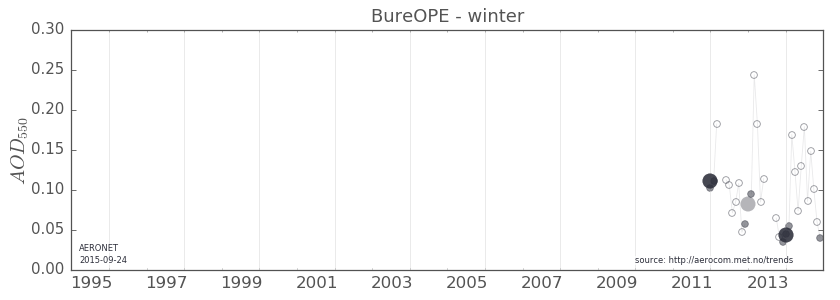 BureOPE - winter
0.30
0.25
0.20
0.15
0.10
0.05
0.00
AOD550
AERONET
2015-09-24
source: http://aerocom.met.no/trends
1995 1997 1999 2001 2003 2005 2007 2009 2011 2013